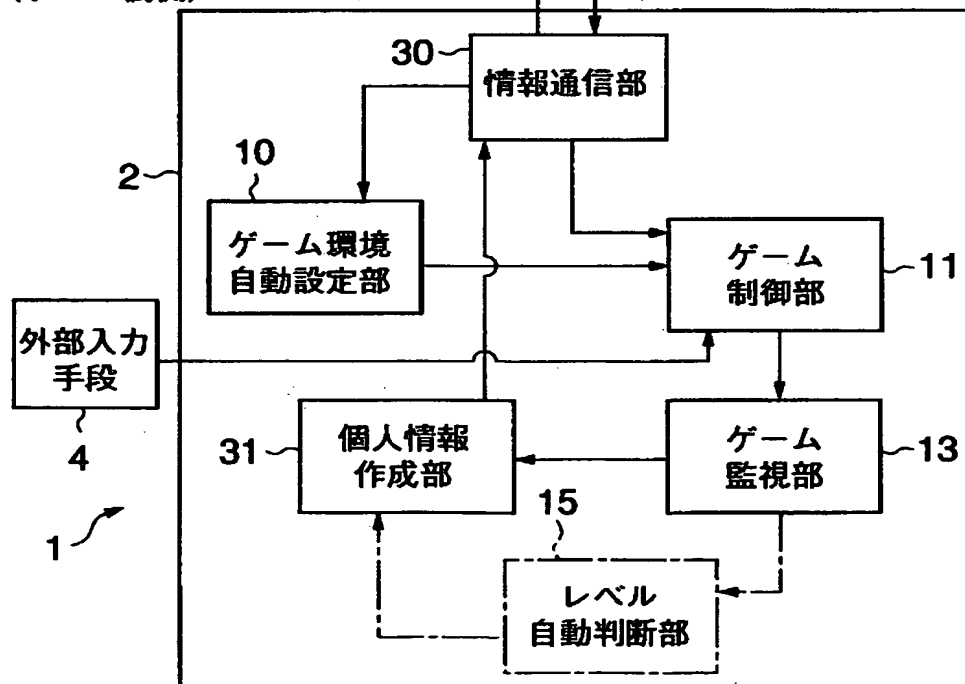 30
情報通信部
10
2
ゲーム環境
自動設定部
ゲーム
制御部
11
外部入力
手段
4
31
個人情報
作成部
ゲーム
監視部
13
1
15
レベル
自動判断部